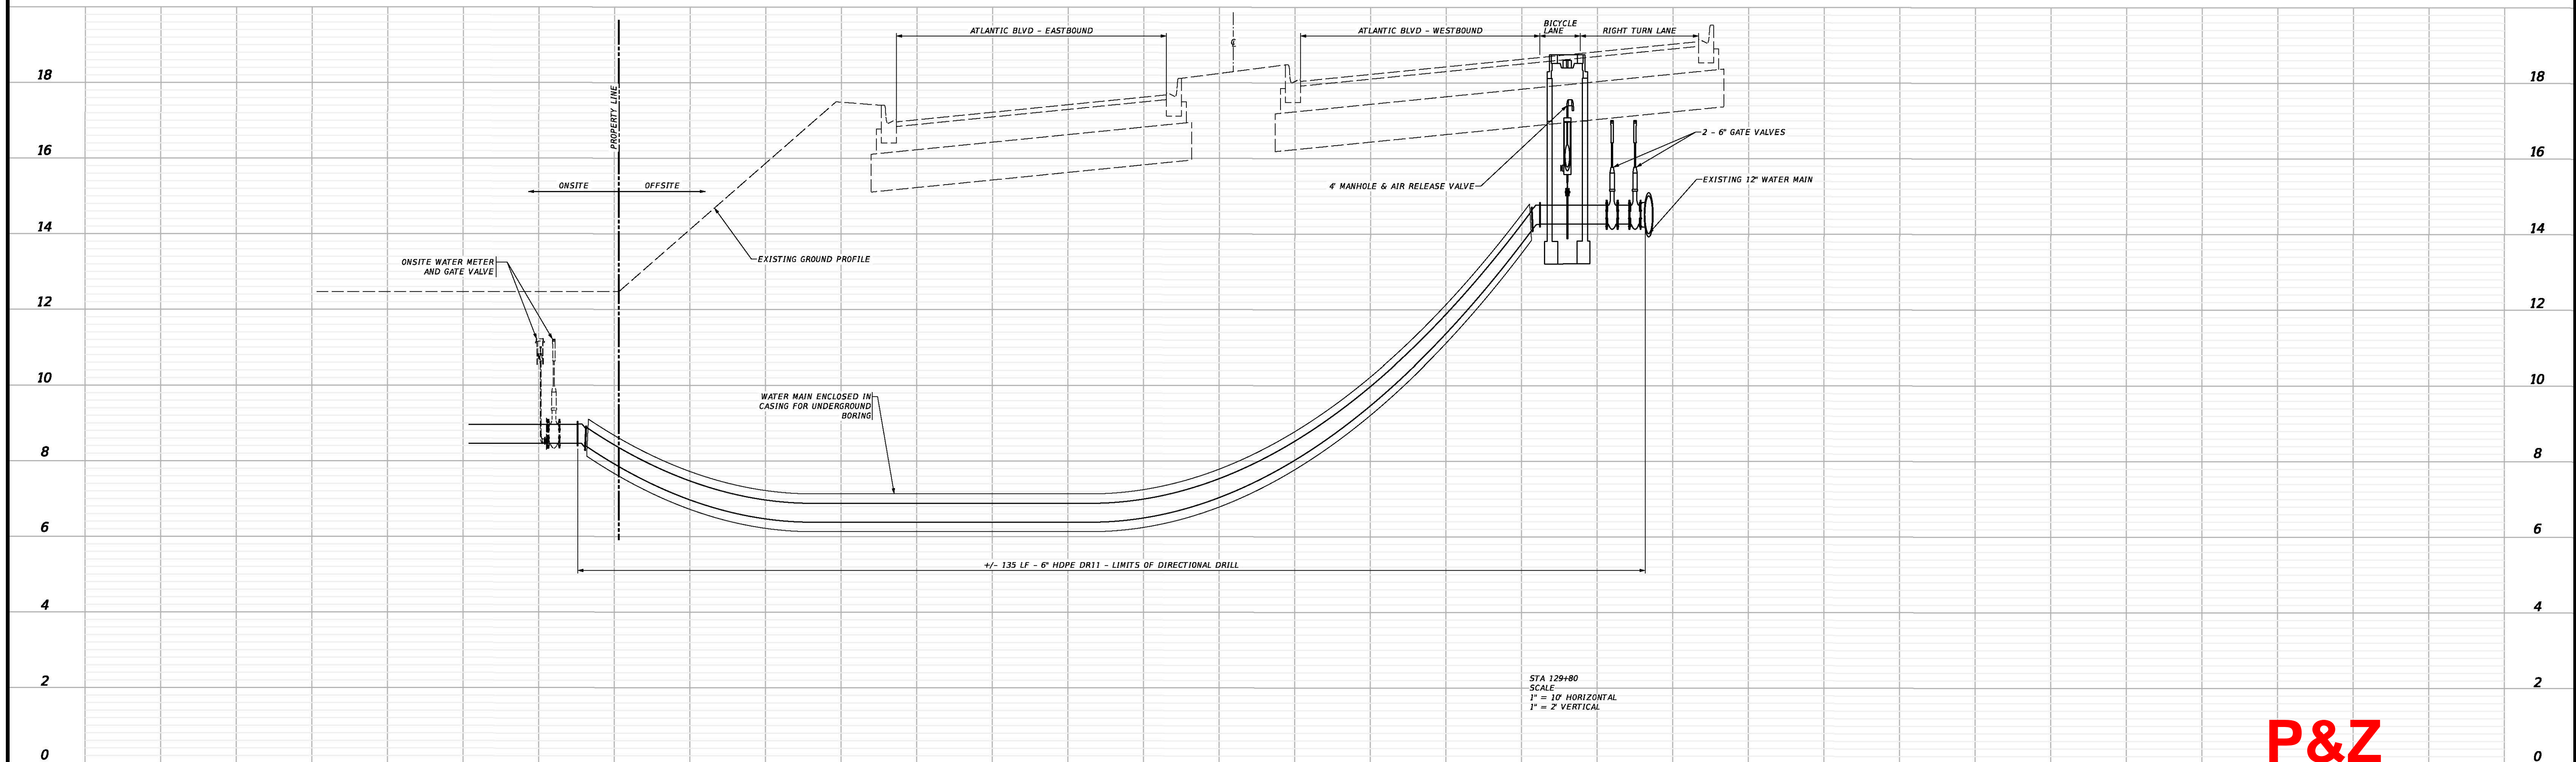 ATLANTIC BLVD - EASTBOUND
℄
ATLANTIC BLVD - WESTBOUND
BICYCLE
LANE
RIGHT TURN LANE
18
18
PROPERTY LINE
2 - 6" GATE VALVES
16
16
ONSITE
OFFSITE
4' MANHOLE & AIR RELEASE VALVE
EXISTING 12" WATER MAIN
14
14
EXISTING GROUND PROFILE
ONSITE WATER METER
AND GATE VALVE
12
12
10
10
WATER MAIN ENCLOSED IN
CASING FOR UNDERGROUND
BORING
8
8
6
6
+/- 135 LF - 6" HDPE DR11 - LIMITS OF DIRECTIONAL DRILL
4
4
2
2
STA 129+80
SCALE
1" = 10' HORIZONTAL
1" = 2' VERTICAL
P&Z
0
0